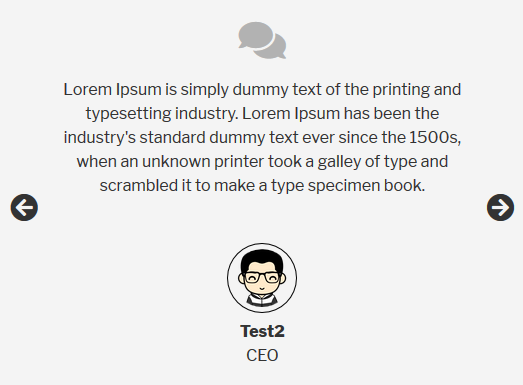 Lorem Ipsum is simply dummy text of the printing and
typesetting industry. Lorem Ipsum has been the
industry's standard dummy text ever since the 1500s,
when an unknown printer took a galley of type and
scrambled it to make a type specimen book.
Test2
CEO